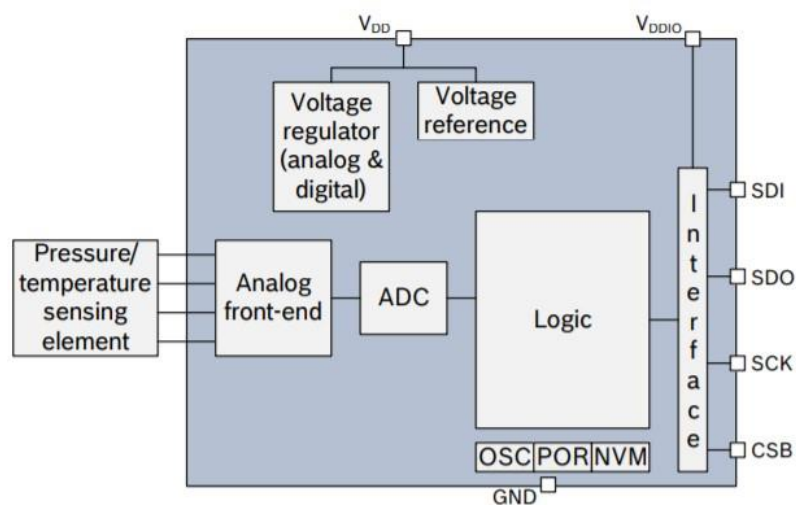 VDD
VDDIO
Voltage
regulator
(analog &
digital)
Voltage
reference
Pressure/
temperature
sensing
element
Analog
front-end
ADC
Logic
Interface
SDI
SDO
SCK
CSB
OSC POR NVM
GND